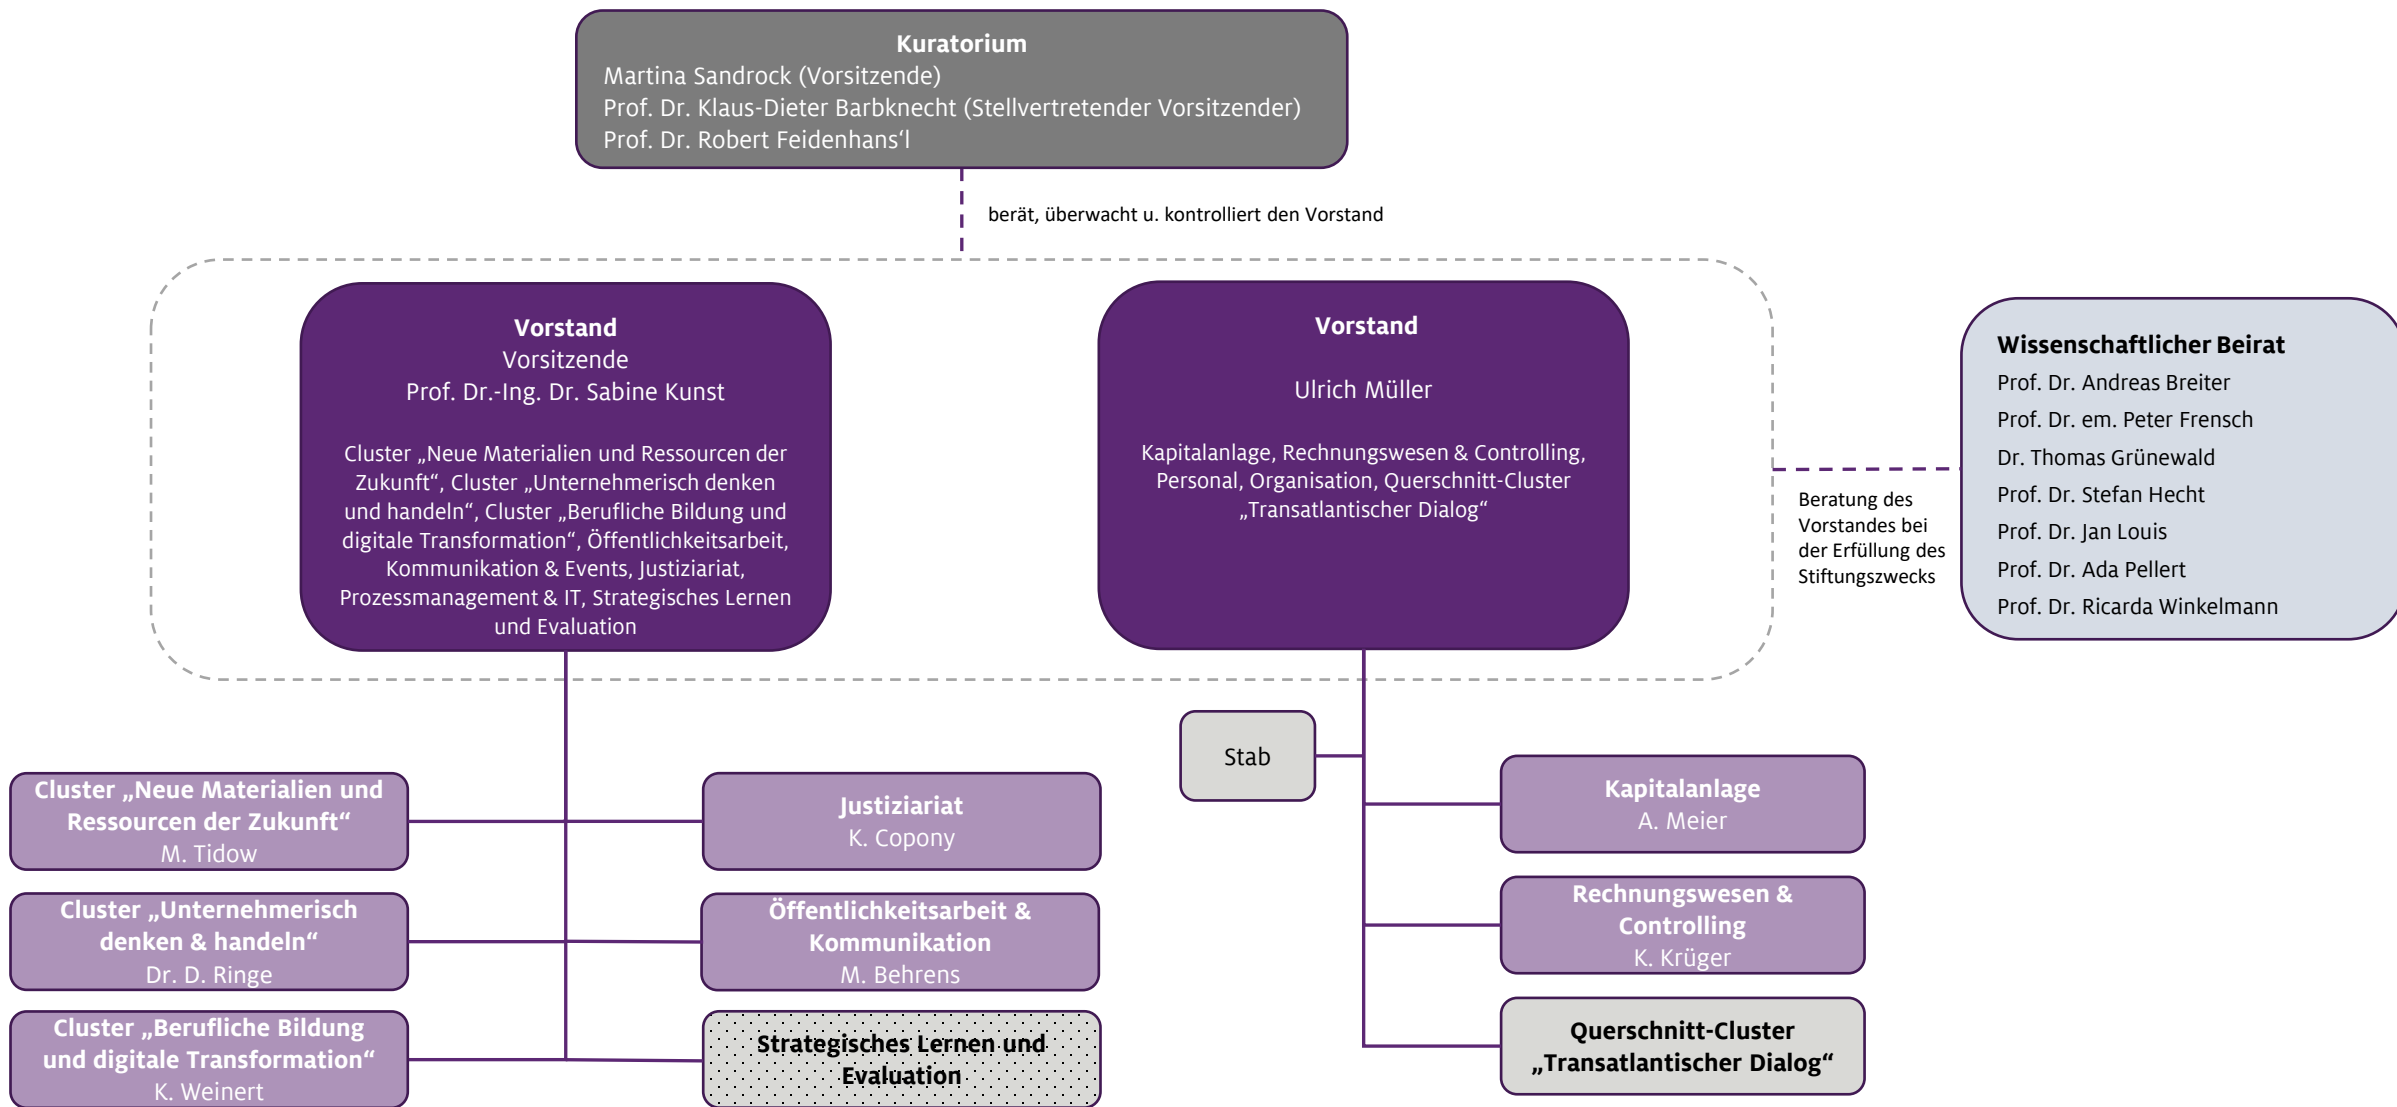 Kuratorium
Martina Sandrock (Vorsitzende)
Prof. Dr. Klaus-Dieter Barbknecht (Stellvertretender Vorsitzender)
Prof. Dr. Robert Feidenhans‘l
berät, überwacht u. kontrolliert den Vorstand
Vorstand
Vorsitzende
Prof. Dr.-Ing. Dr. Sabine Kunst
Cluster „Neue Materialien und Ressourcen der
Zukunft“, Cluster „Unternehmerisch denken
und handeln“, Cluster „Berufliche Bildung und
digitale Transformation“, Öffentlichkeitsarbeit,
Kommunikation & Events, Justiziariat,
Prozessmanagement & IT, Strategisches Lernen
und Evaluation
Vorstand
Ulrich Müller
Kapitalanlage, Rechnungswesen & Controlling,
Personal, Organisation, Querschnitt-Cluster
„Transatlantischer Dialog“
Beratung des
Vorstandes bei
der Erfüllung des
Stiftungszwecks
Wissenschaftlicher Beirat
Prof. Dr. Andreas Breiter
Prof. Dr. em. Peter Frensch
Dr. Thomas Grünewald
Prof. Dr. Stefan Hecht
Prof. Dr. Jan Louis
Prof. Dr. Ada Pellert
Prof. Dr. Ricarda Winkelmann
Cluster „Neue Materialien und
Ressourcen der Zukunft“
M. Tidow
Cluster „Unternehmerisch
denken & handeln“
Dr. D. Ringe
Cluster „Berufliche Bildung
und digitale Transformation“
K. Weinert
Justiziariat
K. Copony
Öffentlichkeitsarbeit &
Kommunikation
M. Behrens
Strategisches Lernen und
Evaluation
Stab
Kapitalanlage
A. Meier
Rechnungswesen &
Controlling
K. Krüger
Querschnitt-Cluster
„Transatlantischer Dialog“